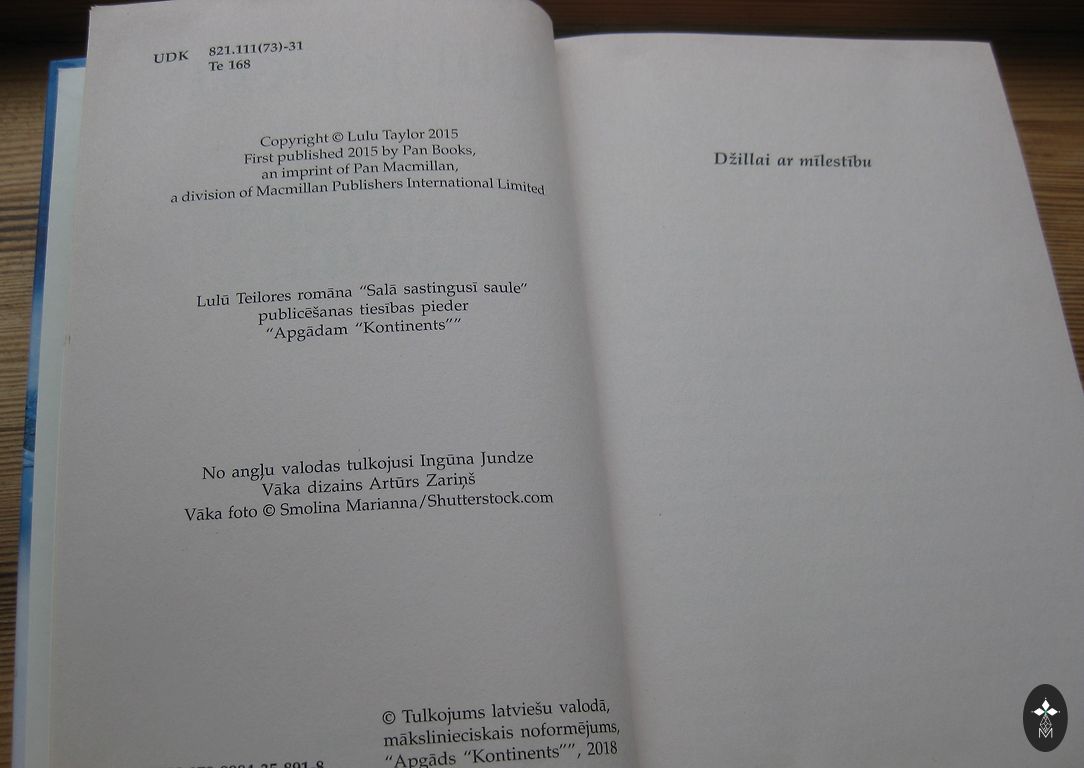 UDK 821.111(73)-31
Te 168
Copyright © Lulu Taylor 2015
First published 2015 by Pan Books,
an imprint of Pan Macmillan,
a division of Macmillan Publishers International Limited
Lulū Teilores romāna “Salā sastingusī saule”
publicēšanas tiesības pieder
“Apgādam “Kontinents””
No angļu valodas tulkojusi Ingūna Jundze
Vāka dizains Artūrs Zariņš
Vāka foto © Smolina Marianna/Shutterstock.com
© Tulkojums latviešu valodā,
mākslinieciskais noformējums,
“Apgāds “Kontinents””, 2018
Džillai ar mīlestību
M